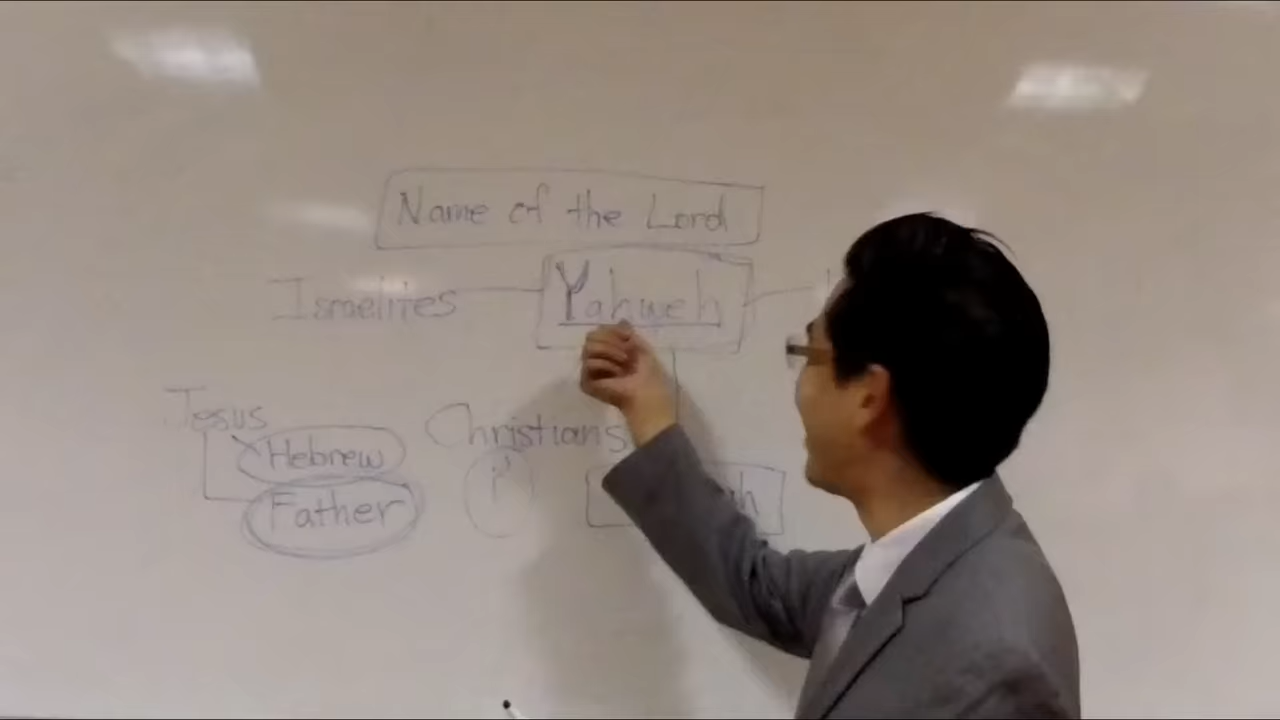 Name of the Lord
Israelites
Yahweh
Jesus
Christians
Hebrew
Father